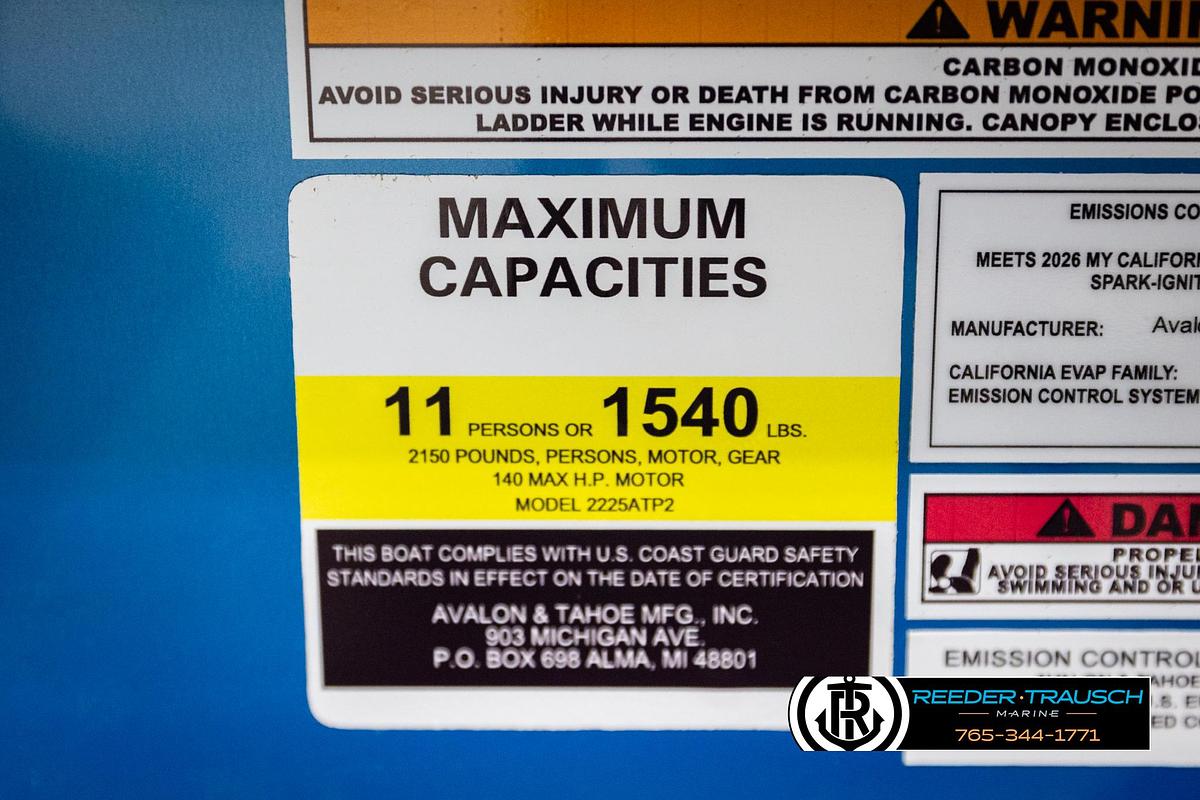 WARNI
CARBON MONOXID
AVOID SERIOUS INJURY OR DEATH FROM CARBON MONOXIDE PO
LADDER WHILE ENGINE IS RUNNING. CANOPY ENCLO
MAXIMUM
CAPACITIES
11 PERSONS OR 1540 LBS.
2150 POUNDS, PERSONS, MOTOR, GEAR
140 MAX H.P. MOTOR
MODEL 2225ATP2
THIS BOAT COMPLIES WITH U.S. COAST GUARD SAFETY
STANDARDS IN EFFECT ON THE DATE OF CERTIFICATION
AVALON & TAHOE MFG., INC.
903 MICHIGAN AVE.
P.O. BOX 698 ALMA, MI 48801
EMISSIONS CO
MEETS 2026 MY CALIFORN
SPARK-IGNIT
MANUFACTURER: Aval
CALIFORNIA EVAP FAMILY:
EMISSION CONTROL SYSTEM
DA
PROPE
AVOID SERIOUS INJU
SWIMMING AND OR U
EMISSION CONTROL
REEDER·TRAUSCH
MARINE
765-344-1771